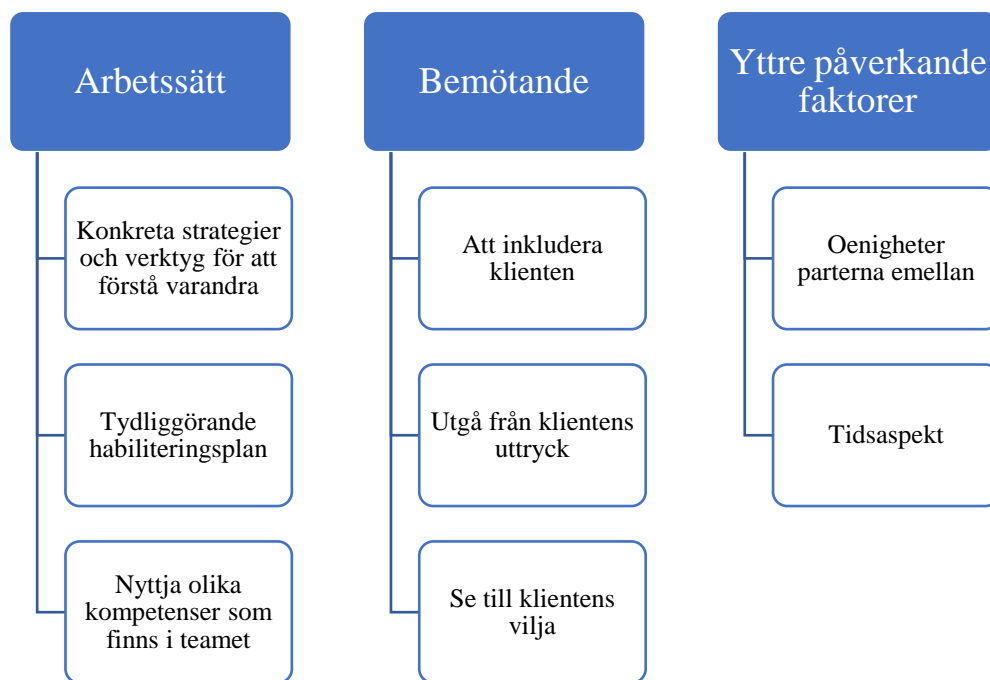 Arbetssätt
Konkreta strategier
och verktyg för att
förstå varandra
Tydliggörande
habiliteringsplan
Nyttja olika
kompetenser som
finns i teamet
Bemötande
Att inkludera
klienten
Utgå från klientens
uttryck
Se till klientens
vilja
Yttre påverkande
faktorer
Oenigheter
parterna emellan
Tidsaspekt